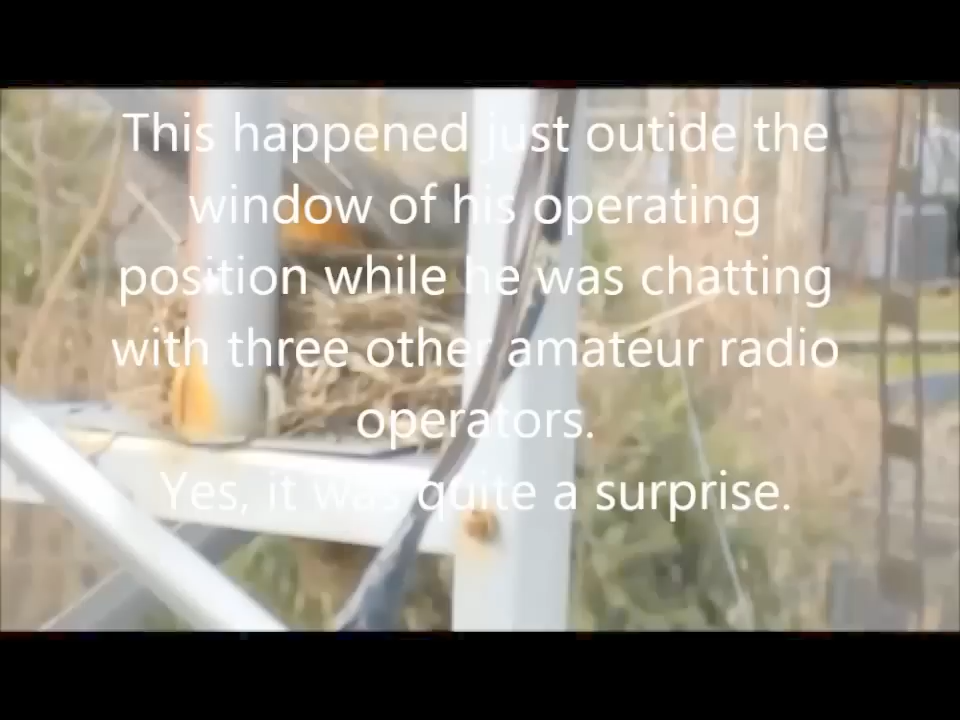 This happened just outide the
window of his operating
position while he was chatting
with three other amateur radio
operators.
Yes, it was quite a surprise.